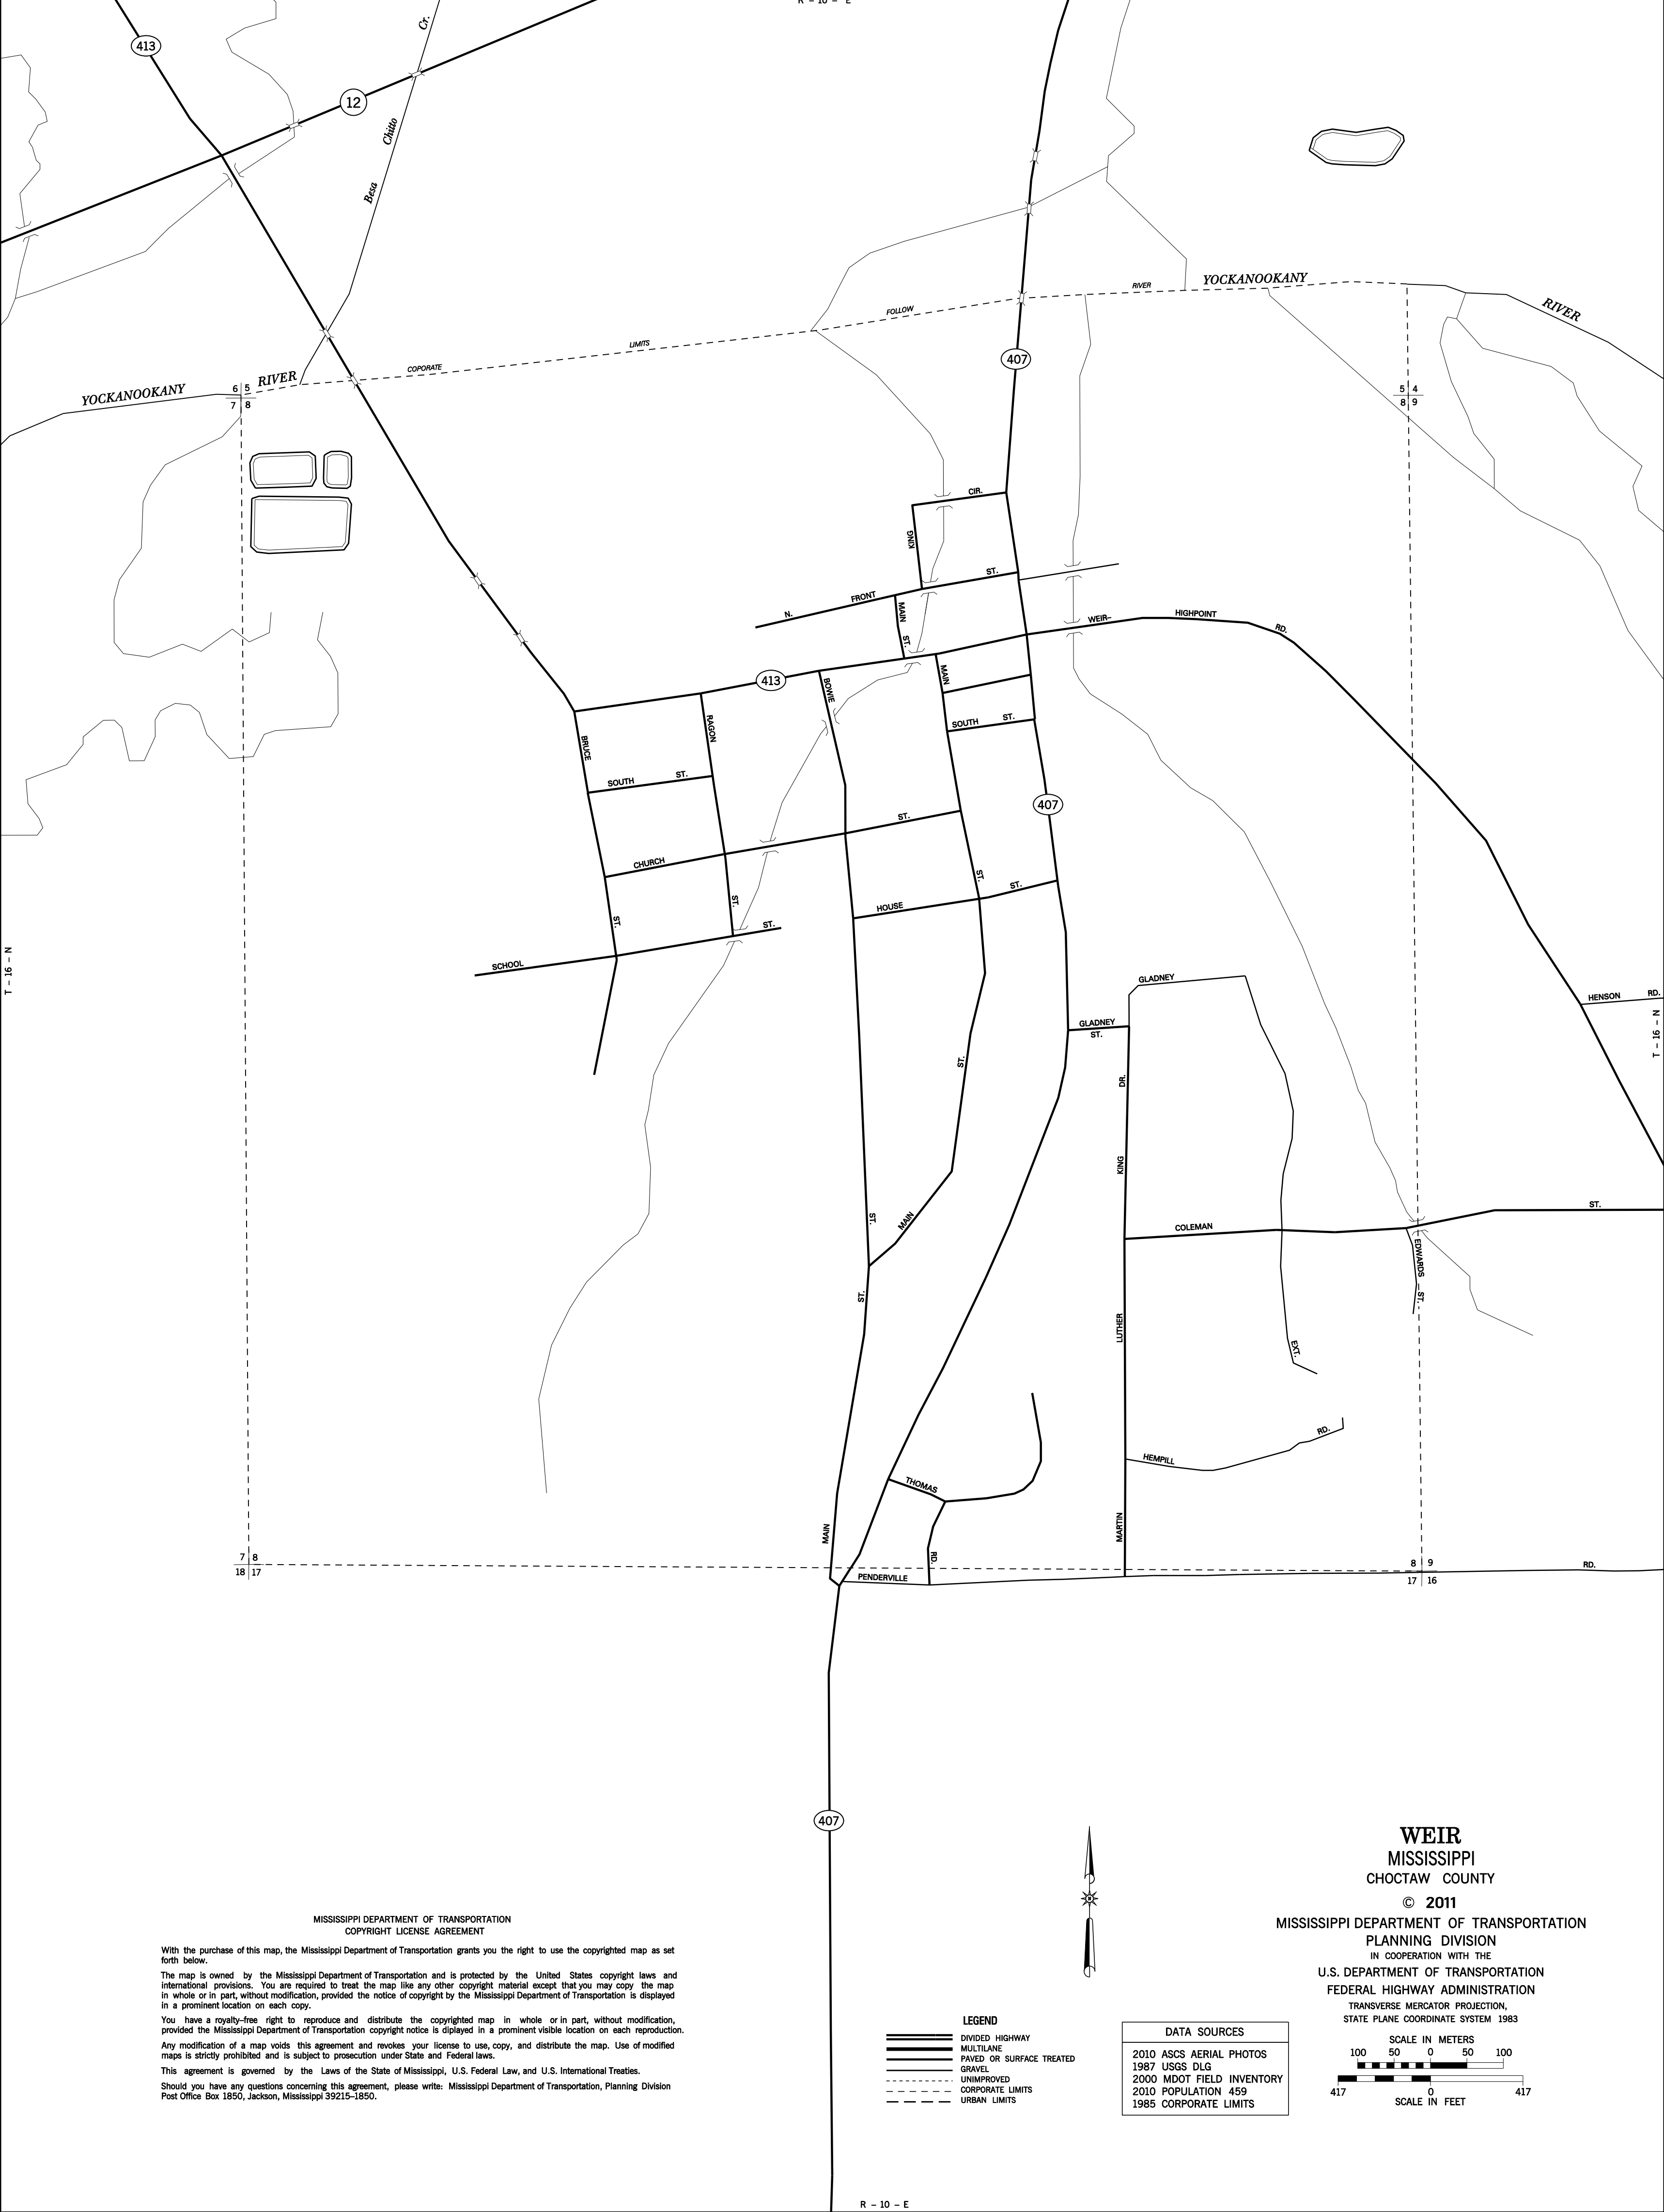 R – 10 – E
413
Cr.
12
Chitto
Besa
YOCKANOOKANY
RIVER
RIVER
FOLLOW
LIMITS
COPORATE
407
YOCKANOOKANY
RIVER
6 5
7 8
5 4
8 9
CIR.
KING
N. FRONT ST.
MAIN ST.
WEIR– HIGHPOINT RD.
413
BOWIE
MAIN
RAGON
BRUCE
SOUTH ST.
SOUTH ST.
407
CHURCH ST.
ST.
ST.
ST.
HOUSE ST.
SCHOOL ST.
T – 16 – N
GLADNEY
GLADNEY
ST.
HENSON RD.
T – 16 – N
ST.
DR.
KING
ST.
MAIN
COLEMAN ST.
EDWARDS ST.
ST.
LUTHER
EXT.
HEMPILL RD.
THOMAS
MARTIN
MAIN
RD.
7 8
18 17
PENDERVILLE RD.
8 9
17 16
407
WEIR
MISSISSIPPI
CHOCTAW COUNTY
© 2011
MISSISSIPPI DEPARTMENT OF TRANSPORTATION
PLANNING DIVISION
IN COOPERATION WITH THE
U.S. DEPARTMENT OF TRANSPORTATION
FEDERAL HIGHWAY ADMINISTRATION
TRANSVERSE MERCATOR PROJECTION,
STATE PLANE COORDINATE SYSTEM 1983
SCALE IN METERS
100 50 0 50 100
417 0 417
SCALE IN FEET
MISSISSIPPI DEPARTMENT OF TRANSPORTATION
COPYRIGHT LICENSE AGREEMENT
With the purchase of this map, the Mississippi Department of Transportation grants you the right to use the copyrighted map as set
forth below.
The map is owned by the Mississippi Department of Transportation and is protected by the United States copyright laws and
international provisions. You are required to treat the map like any other copyright material except that you may copy the map
in whole or in part, without modification, provided the notice of copyright by the Mississippi Department of Transportation is displayed
in a prominent location on each copy.
You have a royalty–free right to reproduce and distribute the copyrighted map in whole or in part, without modification,
provided the Mississippi Department of Transportation copyright notice is diplayed in a prominent visible location on each reproduction.
Any modification of a map voids this agreement and revokes your license to use, copy, and distribute the map. Use of modified
maps is strictly prohibited and is subject to prosecution under State and Federal laws.
This agreement is governed by the Laws of the State of Mississippi, U.S. Federal Law, and U.S. International Treaties.
Should you have any questions concerning this agreement, please write: Mississippi Department of Transportation, Planning Division
Post Office Box 1850, Jackson, Mississippi 39215–1850.
LEGEND
DIVIDED HIGHWAY
MULTILANE
PAVED OR SURFACE TREATED
GRAVEL
UNIMPROVED
CORPORATE LIMITS
URBAN LIMITS
DATA SOURCES
2010 ASCS AERIAL PHOTOS
1987 USGS DLG
2000 MDOT FIELD INVENTORY
2010 POPULATION 459
1985 CORPORATE LIMITS
R – 10 – E